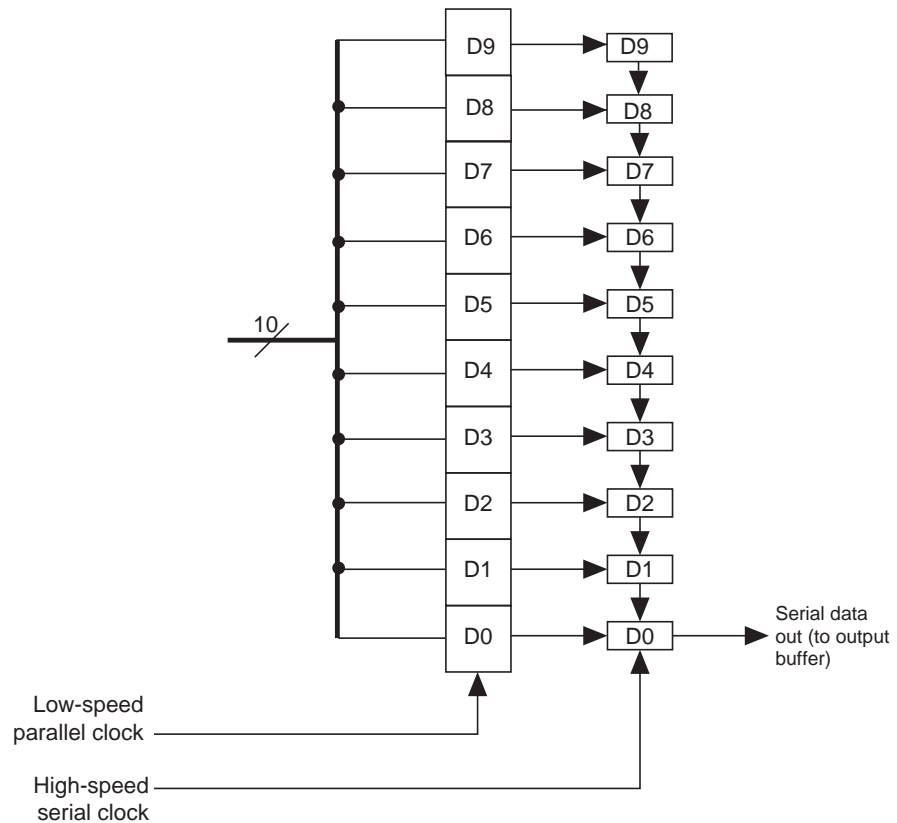 D9 D9
D8 D8
D7 D7
D6 D6
D5 D5
10
D4 D4
D3 D3
D2 D2
D1 D1
D0 D0
Serial data
out (to output
buffer)
Low-speed
parallel clock
High-speed
serial clock